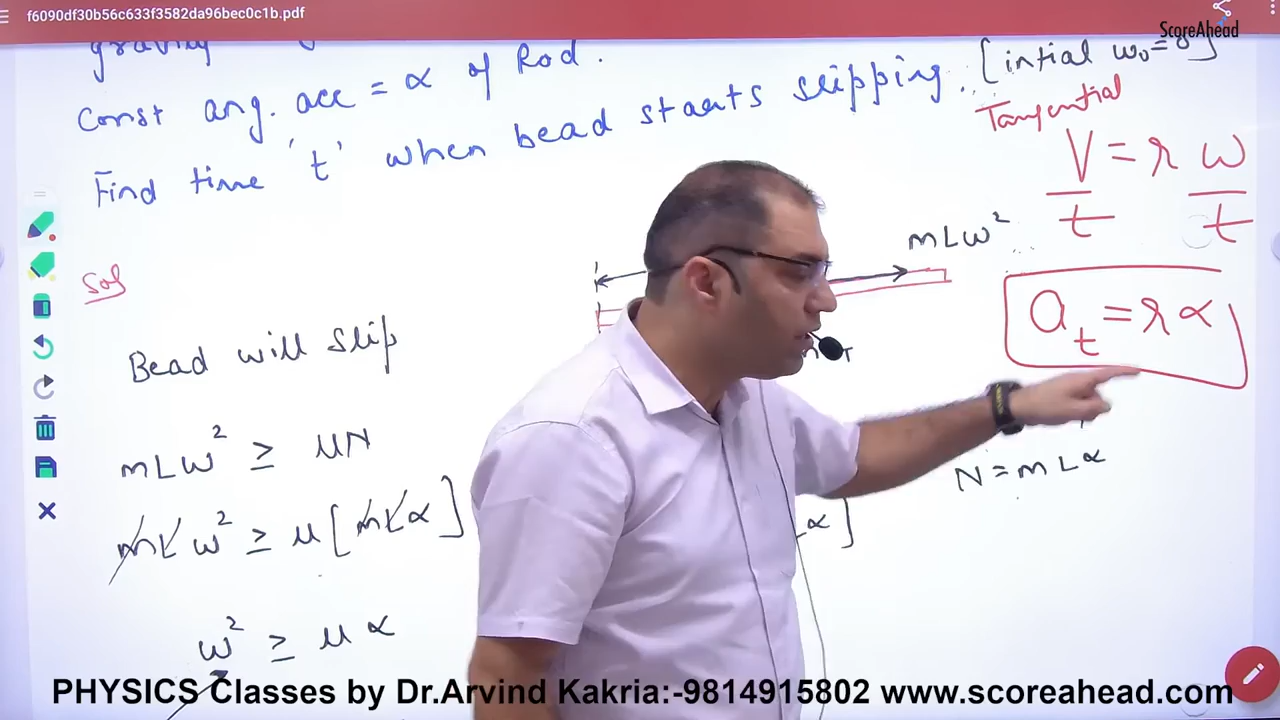 f6090df30b56c633f3582da96bec0c1b.pdf
ScoreAhead
gravity
Const ang. acc = α of Rod.
Find time 't' when bead starts slipping. [intial ω₀=0]
Tangential
V = r ω
t t
mLω²
aₜ = r α
Sol
Bead will slip
mLω² ≥ μN
N = mLα
mLω² ≥ μ[mLα]
α]
ω² ≥ μα
PHYSICS Classes by Dr.Arvind Kakria:-9814915802 www.scoreahead.com